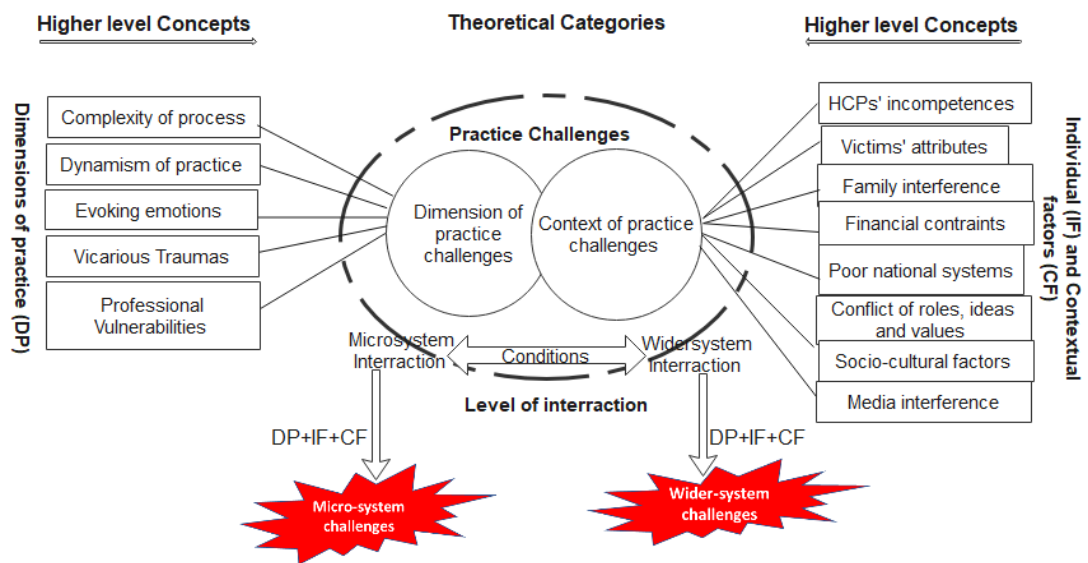 Higher level Concepts
Theoretical Categories
Higher level Concepts
Dimensions of practice (DP)
Complexity of process
Dynamism of practice
Evoking emotions
Vicarious Traumas
Professional
Vulnerabilities
Practice Challenges
Dimension of
practice
challenges
Context of practice
challenges
HCPs' incompetences
Victims' attributes
Family interference
Financial contraints
Poor national systems
Conflict of roles, ideas
and values
Socio-cultural factors
Media interference
Individual (IF) and Contextual
factors (CF)
Microsystem
Interraction
Conditions
Widersystem
Interraction
Level of interraction
DP+IF+CF
DP+IF+CF
Micro-system
challenges
Wider-system
challenges